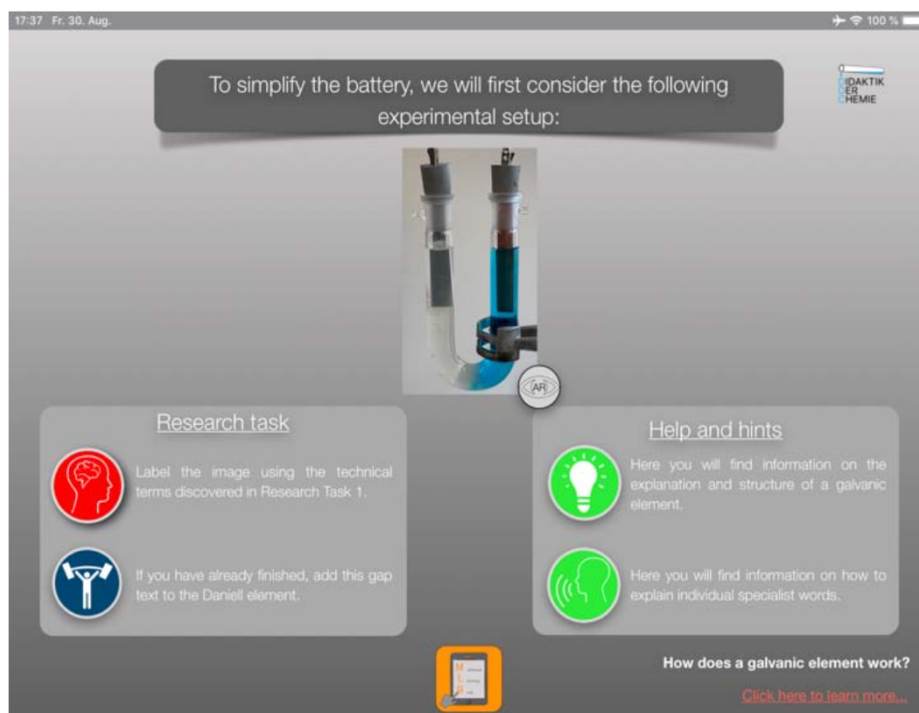 17:37 Fr. 30. Aug.
100 %
To simplify the battery, we will first consider the following
experimental setup:
DIDAKTIK
DER
CHEMIE
AR
Research task
Label the image using the technical
terms discovered in Research Task 1.
If you have already finished, add this gap
text to the Daniell element.
Help and hints
Here you will find information on the
explanation and structure of a galvanic
element.
Here you will find information on how to
explain individual specialist words.
M
L
How does a galvanic element work?
Click here to learn more...